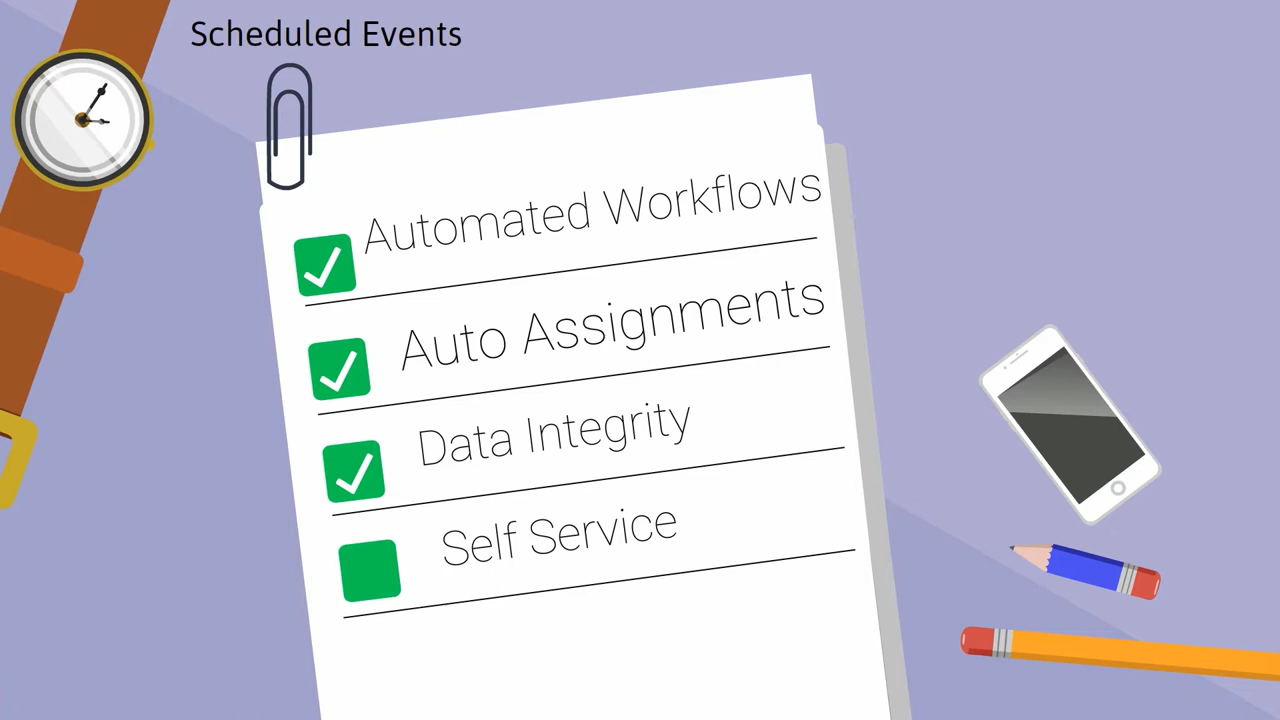 Scheduled Events
Automated Workflows
Auto Assignments
Data Integrity
Self Service